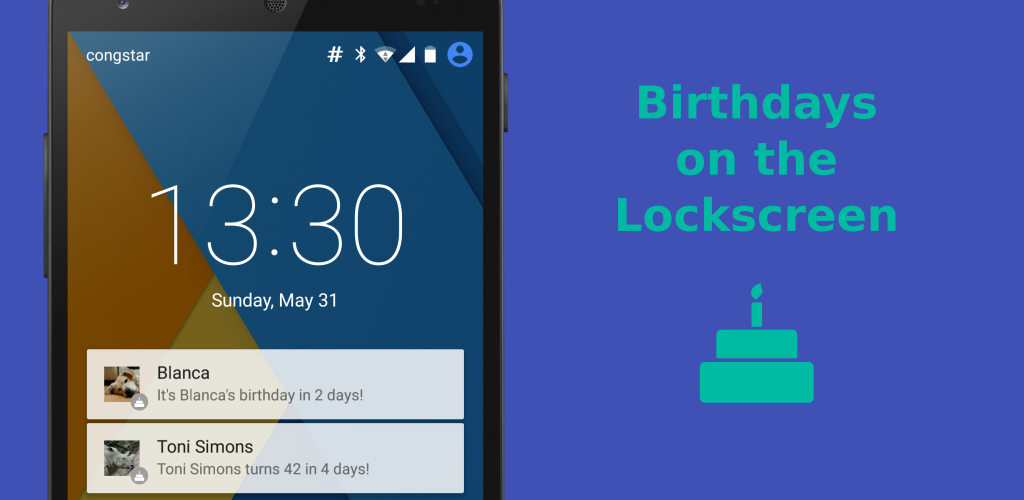 congstar
13:30
Sunday, May 31
Blanca
It's Blanca's birthday in 2 days!
Toni Simons
Toni Simons turns 42 in 4 days!
Birthdays
on the
Lockscreen